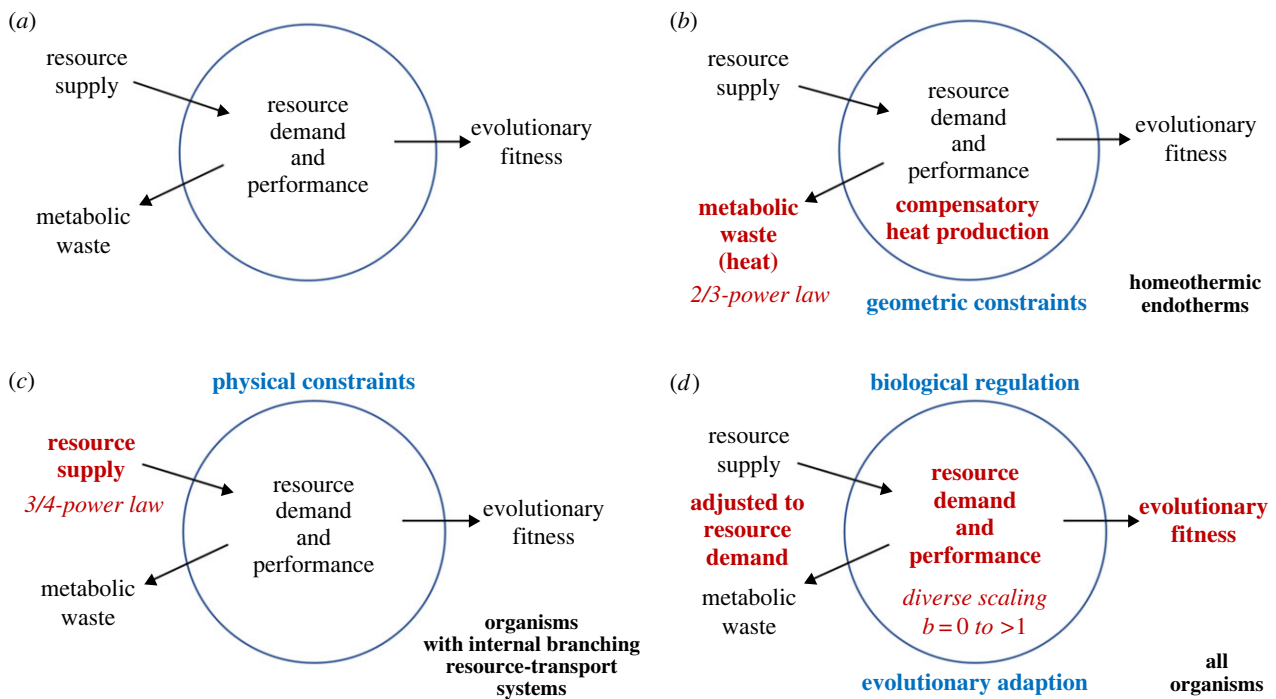 (a)
resource
supply
resource
demand
and
performance
evolutionary
fitness
metabolic
waste
(b)
resource
supply
resource
demand
and
performance
compensatory
heat production
evolutionary
fitness
metabolic
waste
(heat)
2/3-power law
geometric constraints
homeothermic
endotherms
(c)
physical constraints
resource
supply
3/4-power law
resource
demand
and
performance
evolutionary
fitness
metabolic
waste
organisms
with internal branching
resource-transport
systems
(d)
biological regulation
resource
supply
adjusted to
resource
demand
resource
demand
and
performance
evolutionary
fitness
metabolic
waste
diverse scaling
b = 0 to >1
evolutionary adaption
all
organisms